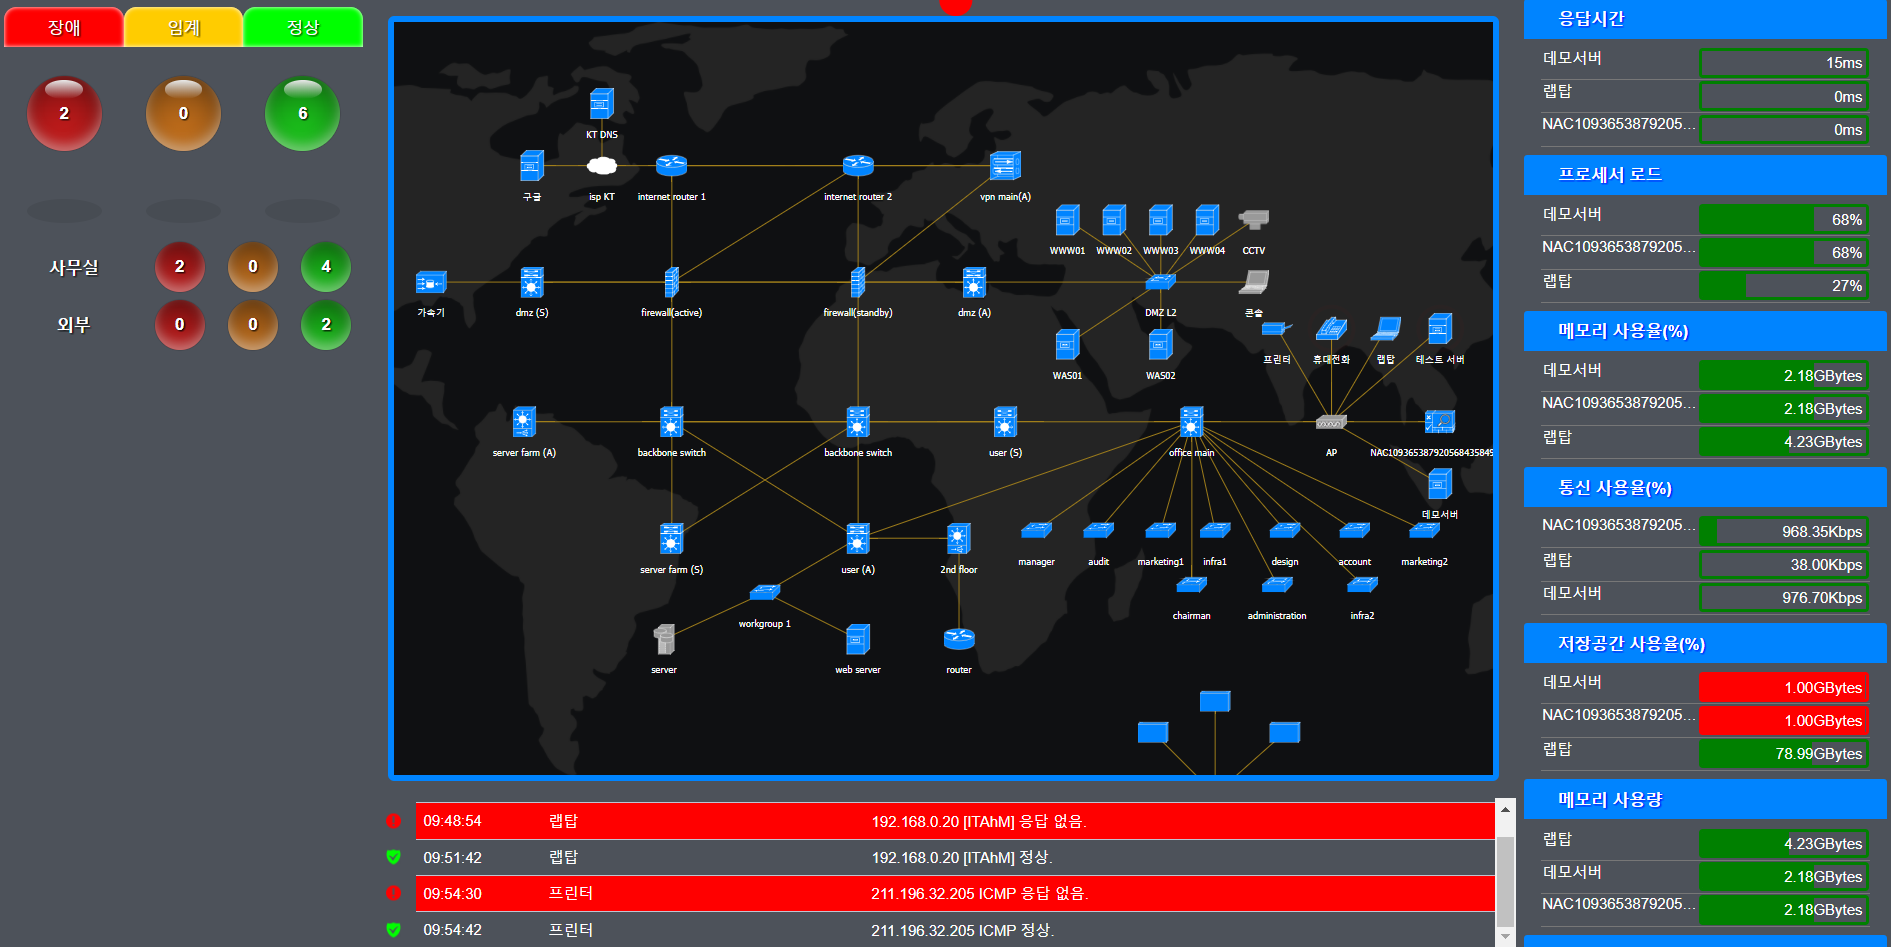 장애 임계 정상
2 0 6
사무실 2 0 4
외부 0 0 2
KT DNS
구글 isp KT internet router 1 internet router 2 vpn main(A)
WWW01 WWW02 WWW03 WWW04 CCTV
가속기 dmz (S) firewall(active) firewall(standby) dmz (A) DMZ L2 콘솔
프린터 휴대전화 랩탑 테스트 서버
WAS01 WAS02
server farm (A) backbone switch backbone switch user (S) office main AP NAC109365387920568435849
데모서버
server farm (S) user (A) 2nd floor manager audit marketing1 infra1 design account marketing2
workgroup 1 chairman administration infra2
server web server router
09:48:54 랩탑 192.168.0.20 [ITAhM] 응답 없음.
09:51:42 랩탑 192.168.0.20 [ITAhM] 정상.
09:54:30 프린터 211.196.32.205 ICMP 응답 없음.
09:54:42 프린터 211.196.32.205 ICMP 정상.
응답시간
데모서버 15ms
랩탑 0ms
NAC1093653879205... 0ms
프로세서 로드
데모서버 68%
NAC1093653879205... 68%
랩탑 27%
메모리 사용율(%)
데모서버 2.18GBytes
NAC1093653879205... 2.18GBytes
랩탑 4.23GBytes
통신 사용율(%)
NAC1093653879205... 968.35Kbps
랩탑 38.00Kbps
데모서버 976.70Kbps
저장공간 사용율(%)
데모서버 1.00GBytes
NAC1093653879205... 1.00GBytes
랩탑 78.99GBytes
메모리 사용량
랩탑 4.23GBytes
데모서버 2.18GBytes
NAC1093653879205... 2.18GBytes